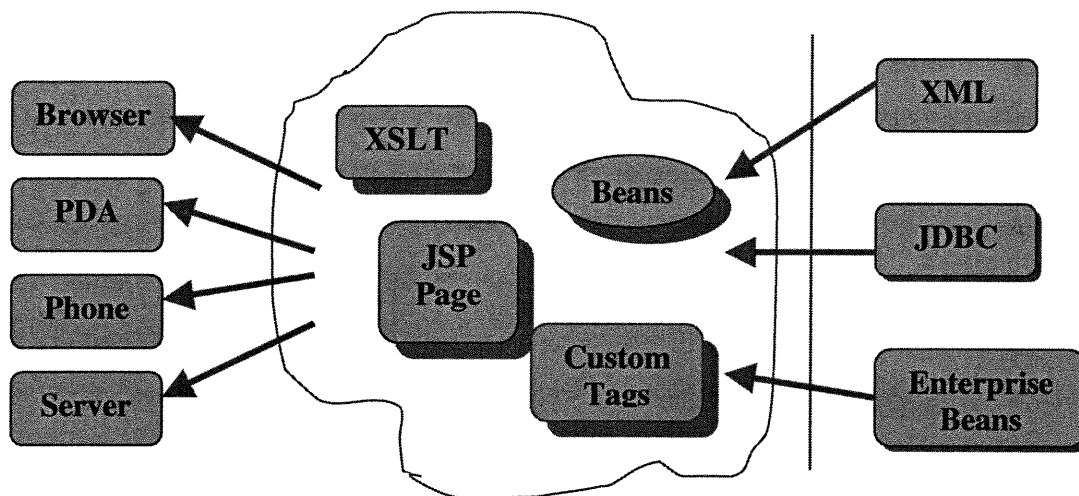 Browser
PDA
Phone
Server
XSLT
JSP
Page
Beans
Custom
Tags
XML
JDBC
Enterprise
Beans